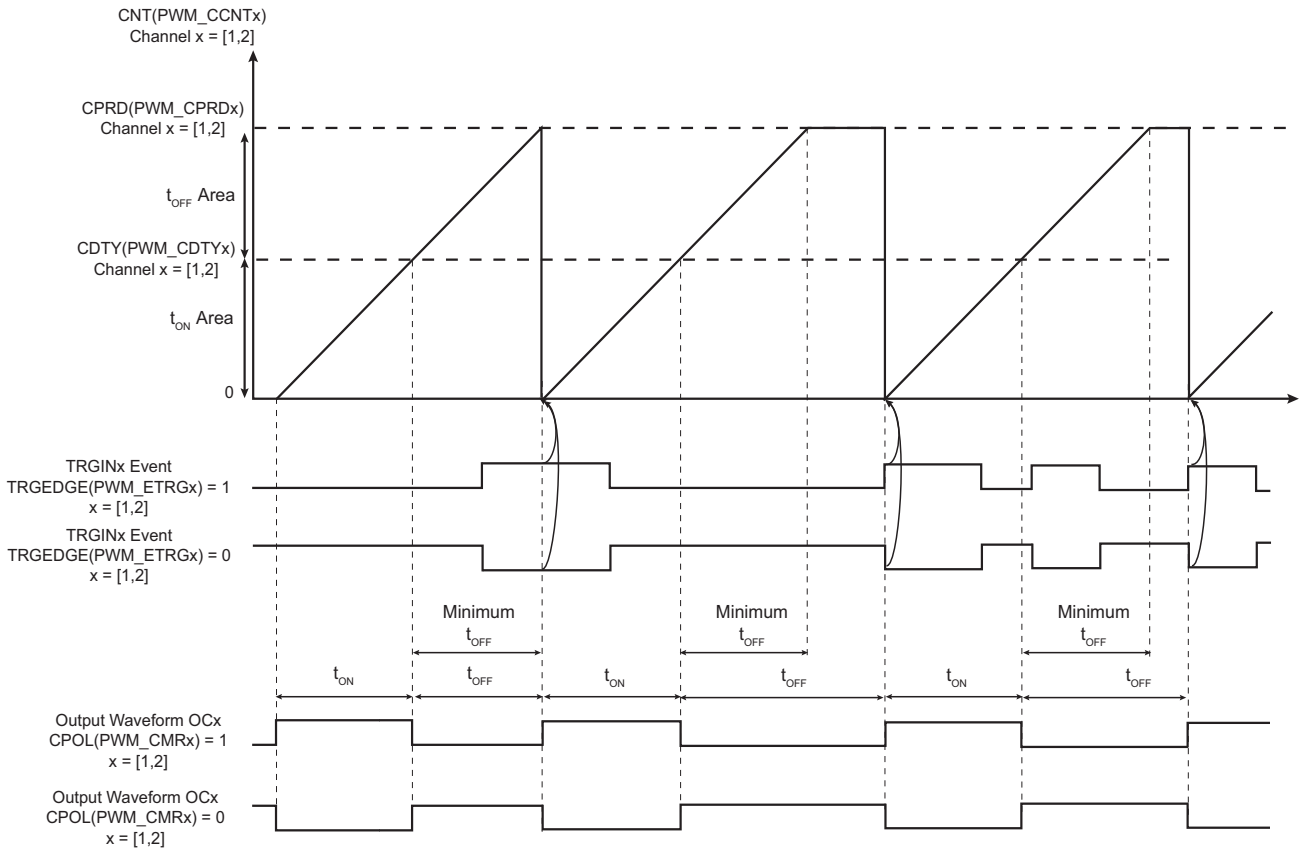 CNT(PWM_CCNTx)
Channel x = [1,2]
CPRD(PWM_CPRDx)
Channel x = [1,2]
tOFF Area
CDTY(PWM_CDTYx)
Channel x = [1,2]
tON Area
0
TRGINx Event
TRGEDGE(PWM_ETRGx) = 1
x = [1,2]
TRGINx Event
TRGEDGE(PWM_ETRGx) = 0
x = [1,2]
Minimum
tOFF
Minimum
tOFF
Minimum
tOFF
tON
tOFF
tON
tOFF
tON
tOFF
Output Waveform OCx
CPOL(PWM_CMRx) = 1
x = [1,2]
Output Waveform OCx
CPOL(PWM_CMRx) = 0
x = [1,2]